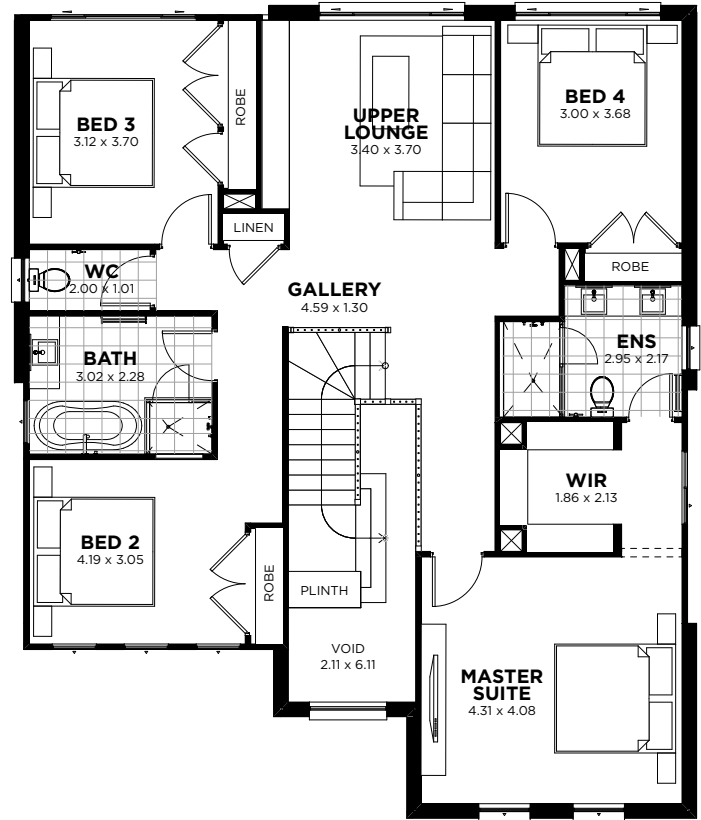 BED 3
3.12 x 3.70
ROBE
UPPER
LOUNGE
3.40 x 3.70
BED 4
3.00 x 3.68
LINEN
ROBE
WC
2.00 x 1.01
GALLERY
4.59 x 1.30
BATH
3.02 x 2.28
ENS
2.95 x 2.17
WIR
1.86 x 2.13
BED 2
4.19 x 3.05
ROBE
PLINTH
VOID
2.11 x 6.11
MASTER
SUITE
4.31 x 4.08